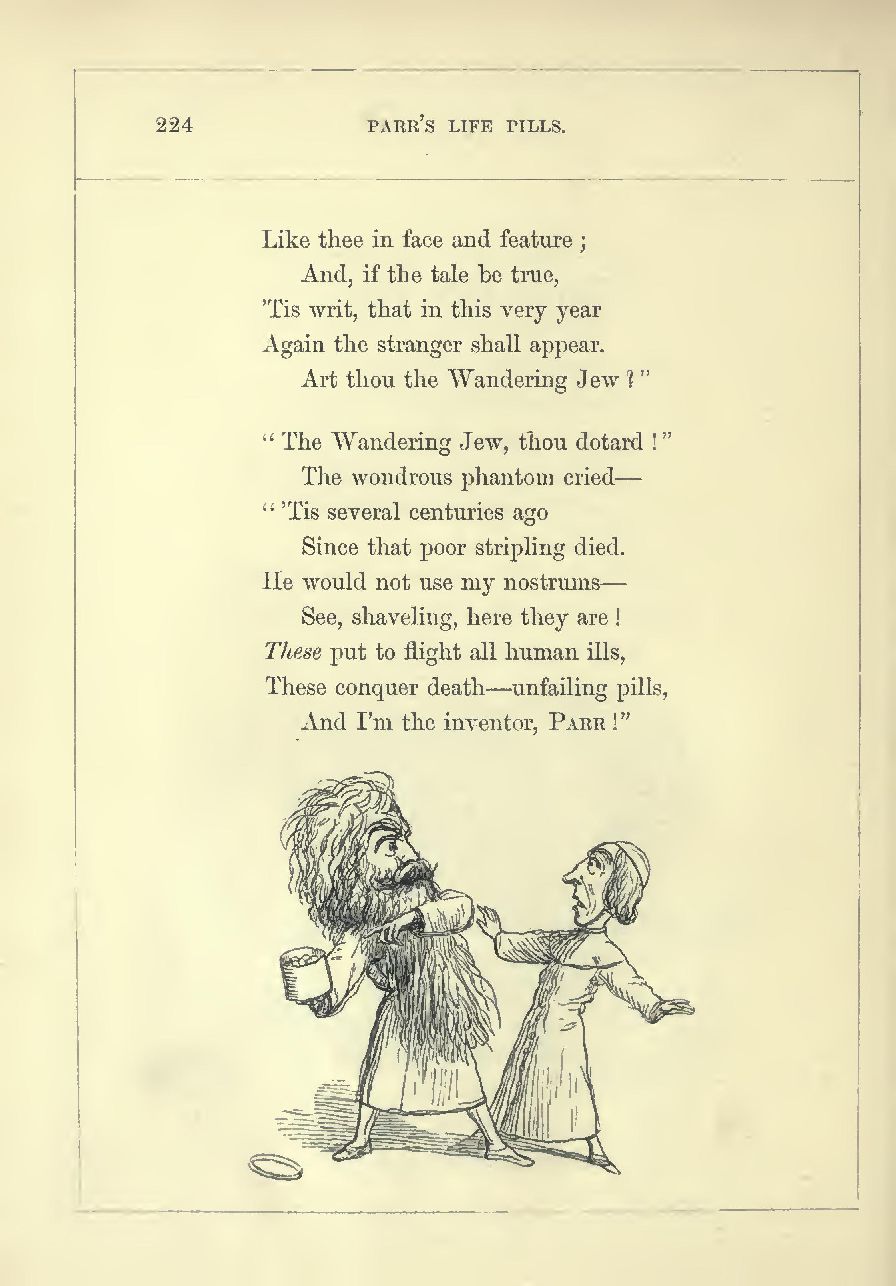 224 PARR'S LIFE PILLS.
Like thee in face and feature ;
And, if the tale be true,
'Tis writ, that in this very year
Again the stranger shall appear.
Art thou the Wandering Jew ? "
" The Wandering Jew, thou dotard ! "
The wondrous phantom cried—
" 'Tis several centuries ago
Since that poor stripling died.
He would not use my nostrums—
See, shaveling, here they are !
These put to flight all human ills,
These conquer death—unfailing pills,
And I'm the inventor, PARR ! "